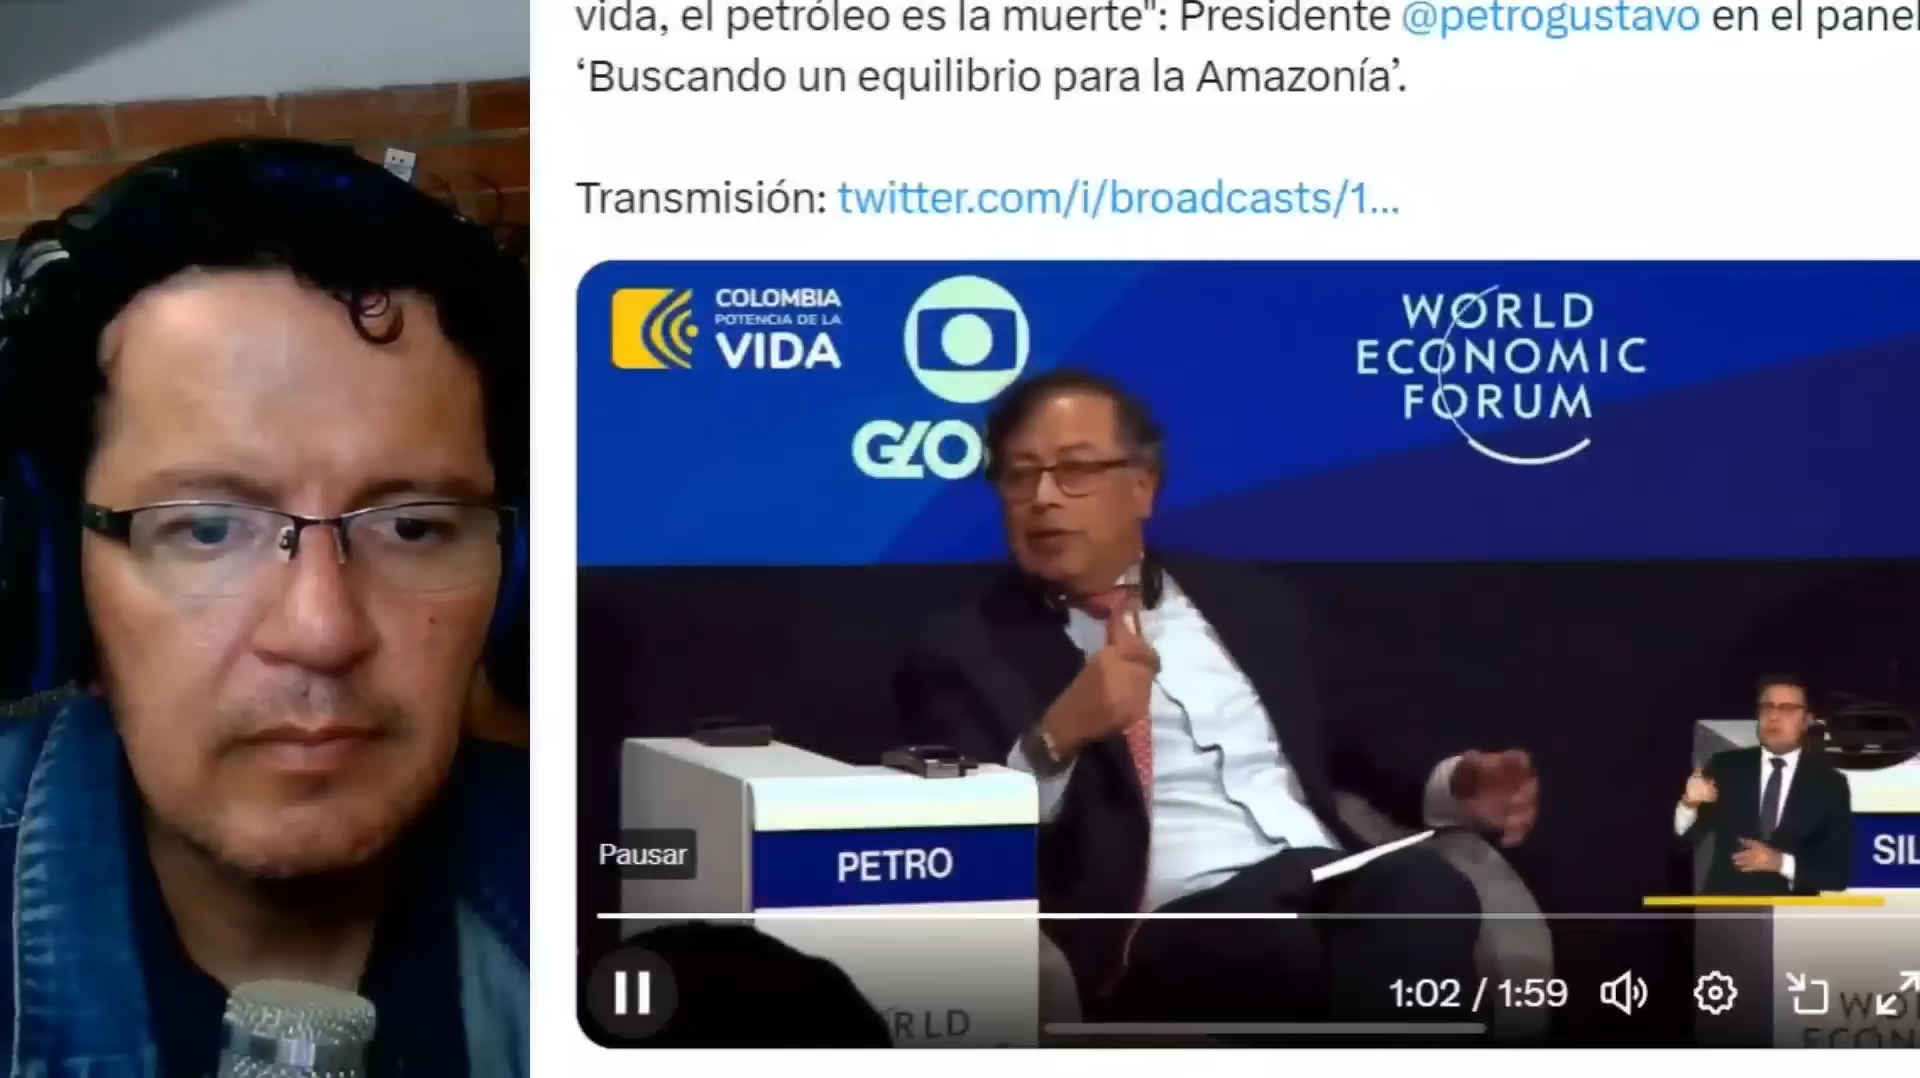 vida, el petróleo es la muerte": Presidente @petrogustavo en el panel
‘Buscando un equilibrio para la Amazonía’.
Transmisión: twitter.com/i/broadcasts/1...
COLOMBIA
POTENCIA DE LA
VIDA
WORLD
ECONOMIC
FORUM
Pausar
PETRO
1:02 / 1:59